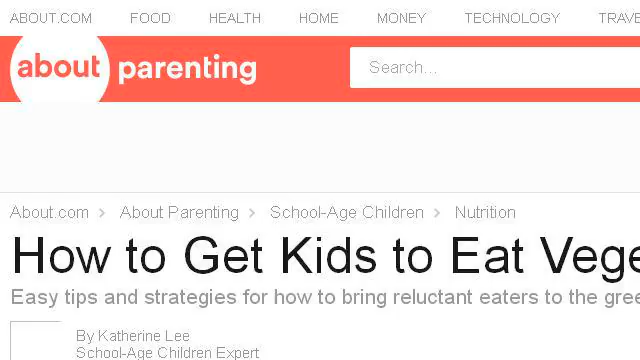 ABOUT.COM FOOD HEALTH HOME MONEY TECHNOLOGY TRAVE
about parenting Search...
About.com > About Parenting > School-Age Children > Nutrition
How to Get Kids to Eat Vege
Easy tips and strategies for how to bring reluctant eaters to the gree
By Katherine Lee
School-Age Children Expert